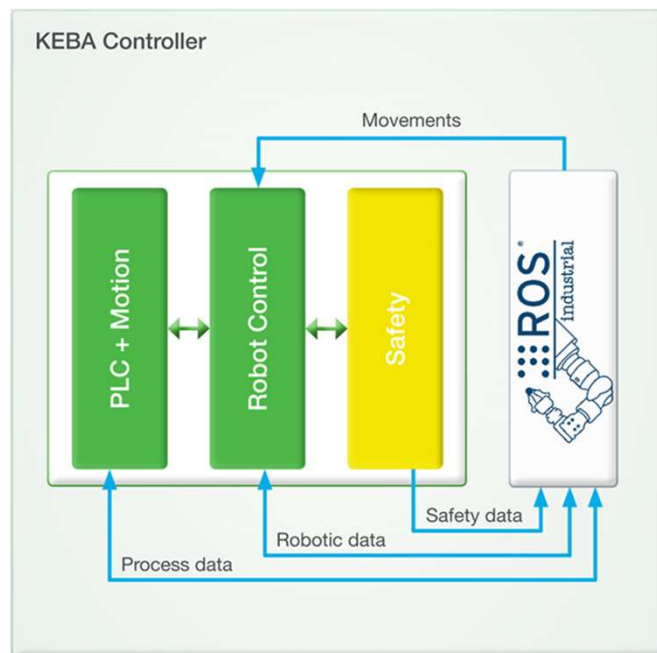 KEBA Controller
Movements
PLC + Motion
Robot Control
Safety
ROS®
industrial
Safety data
Robotic data
Process data